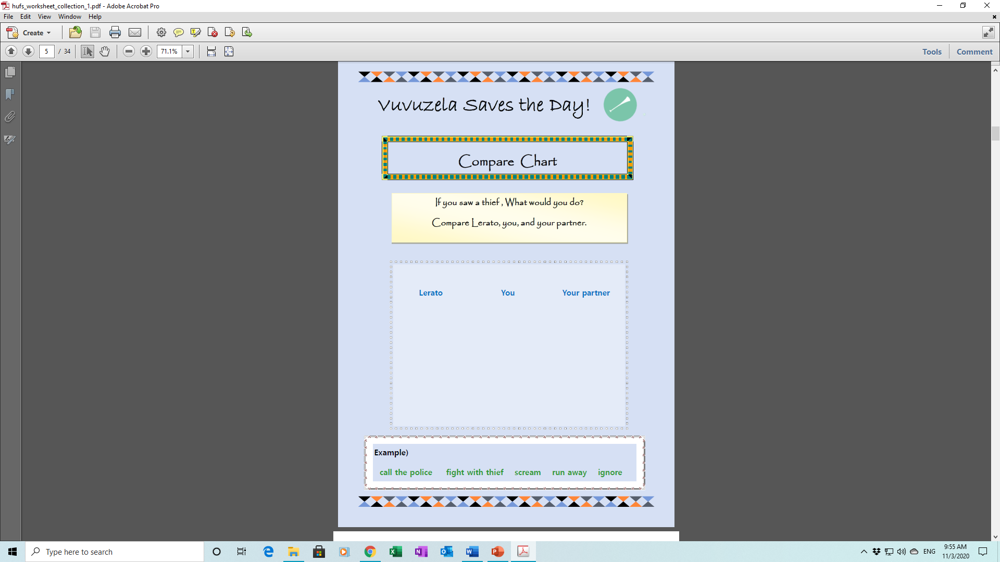 hufs_worksheet_collection_1.pdf - Adobe Acrobat Pro
File Edit View Window Help
Create
5 / 34 71.1% Tools Comment
Vuvuzela Saves the Day!
Compare Chart
If you saw a thief , What would you do?
Compare Lerato, you, and your partner.
Lerato You Your partner
Example)
call the police fight with thief scream run away ignore
Type here to search
ENG
9:55 AM
11/3/2020